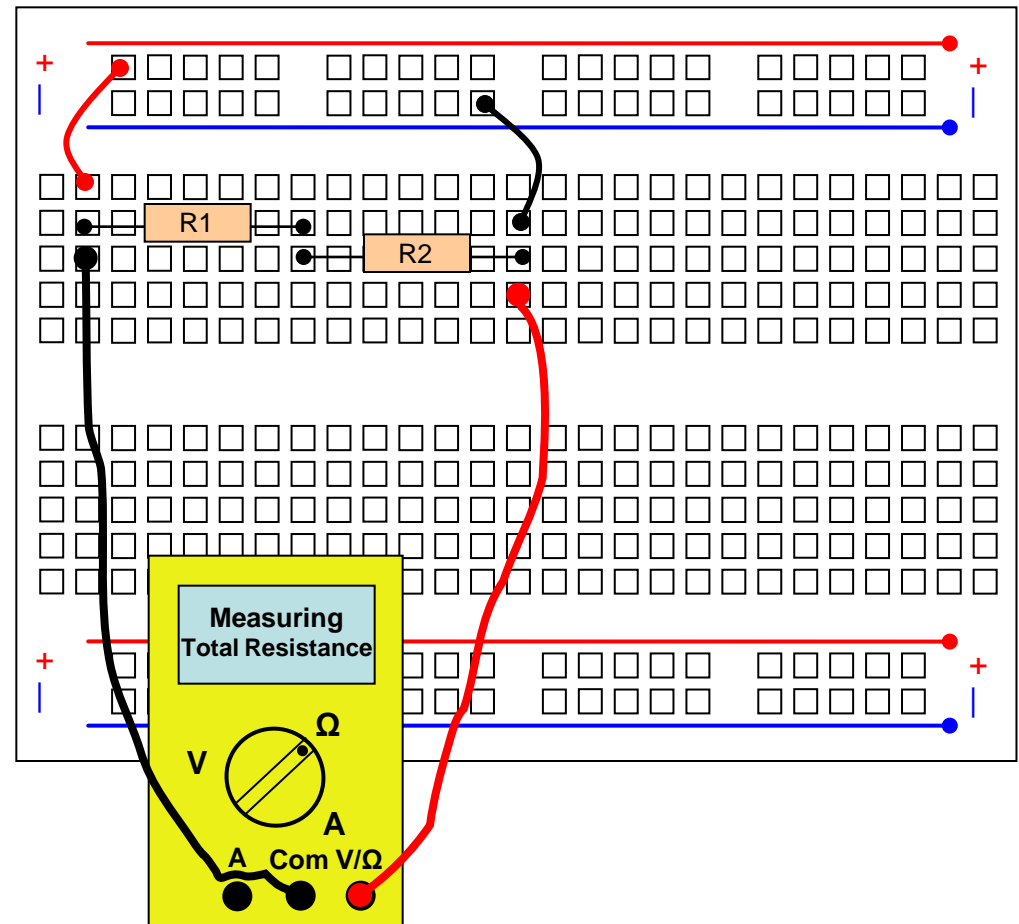 + +
— —
R1
R2
Measuring
Total Resistance
+ +
— —
Ω
V
A
A Com V/Ω